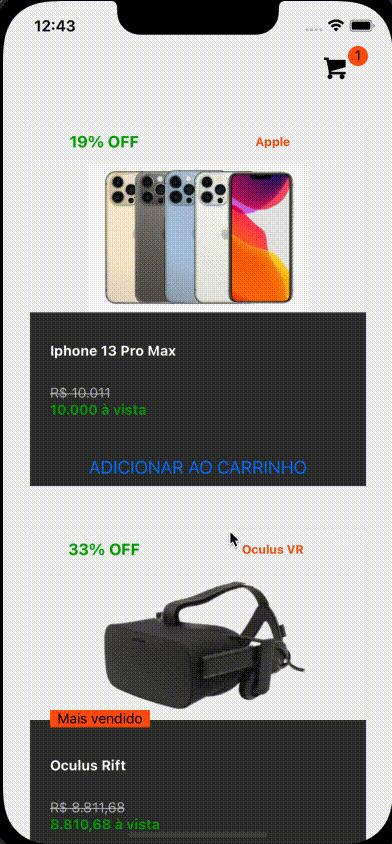 12:43
1
19% OFF
Apple
Iphone 13 Pro Max
R$ 10.011
10.000 à vista
ADICIONAR AO CARRINHO
33% OFF
Oculus VR
Mais vendido
Oculus Rift
R$ 8.811,68
8.810,68 à vista